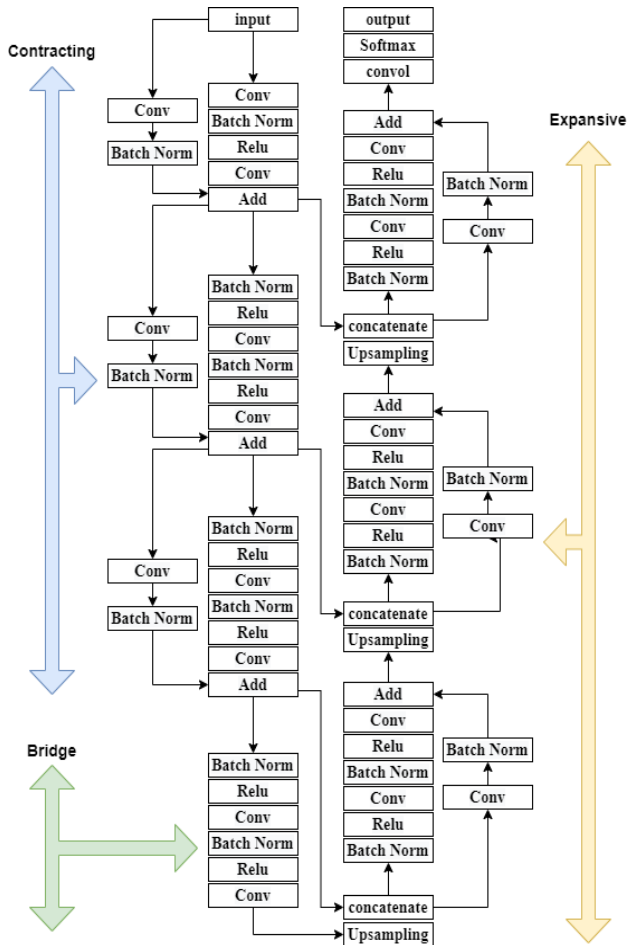 Contracting
input
Conv
Batch Norm
Conv
Batch Norm
Relu
Conv
Add
Conv
Batch Norm
Batch Norm
Relu
Conv
Batch Norm
Relu
Conv
Add
Conv
Batch Norm
Batch Norm
Relu
Conv
Batch Norm
Relu
Conv
Add
Bridge
Batch Norm
Relu
Conv
Batch Norm
Relu
Conv
output
Softmax
convol
Add
Conv
Relu
Batch Norm
Conv
Relu
Batch Norm
concatenate
Upsampling
Batch Norm
Conv
Add
Conv
Relu
Batch Norm
Conv
Relu
Batch Norm
concatenate
Upsampling
Batch Norm
Conv
Add
Conv
Relu
Batch Norm
Conv
Relu
Batch Norm
concatenate
Upsampling
Batch Norm
Conv
Expansive